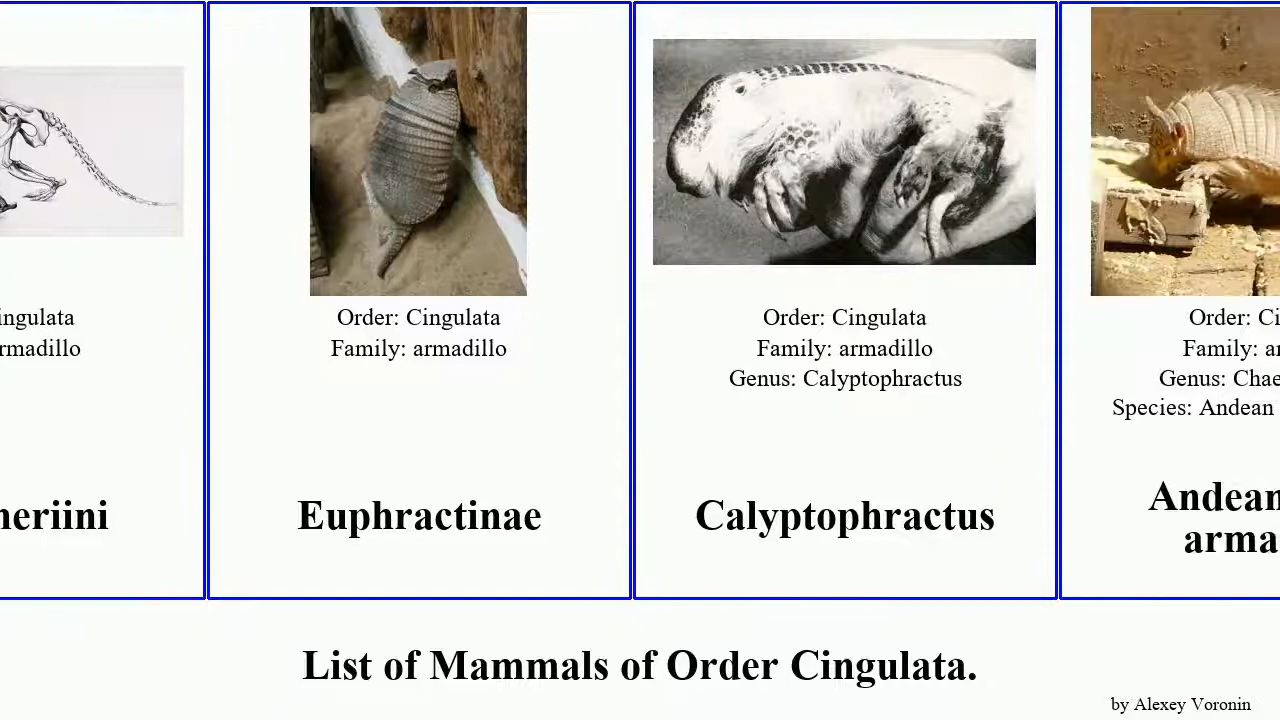 ingulata
rmadillo
heriini
Order: Cingulata
Family: armadillo
Euphractinae
Order: Cingulata
Family: armadillo
Genus: Calyptophractus
Calyptophractus
Order: Ci
Family: ar
Genus: Chae
Species: Andean
Andean
arma
List of Mammals of Order Cingulata.
by Alexey Voronin